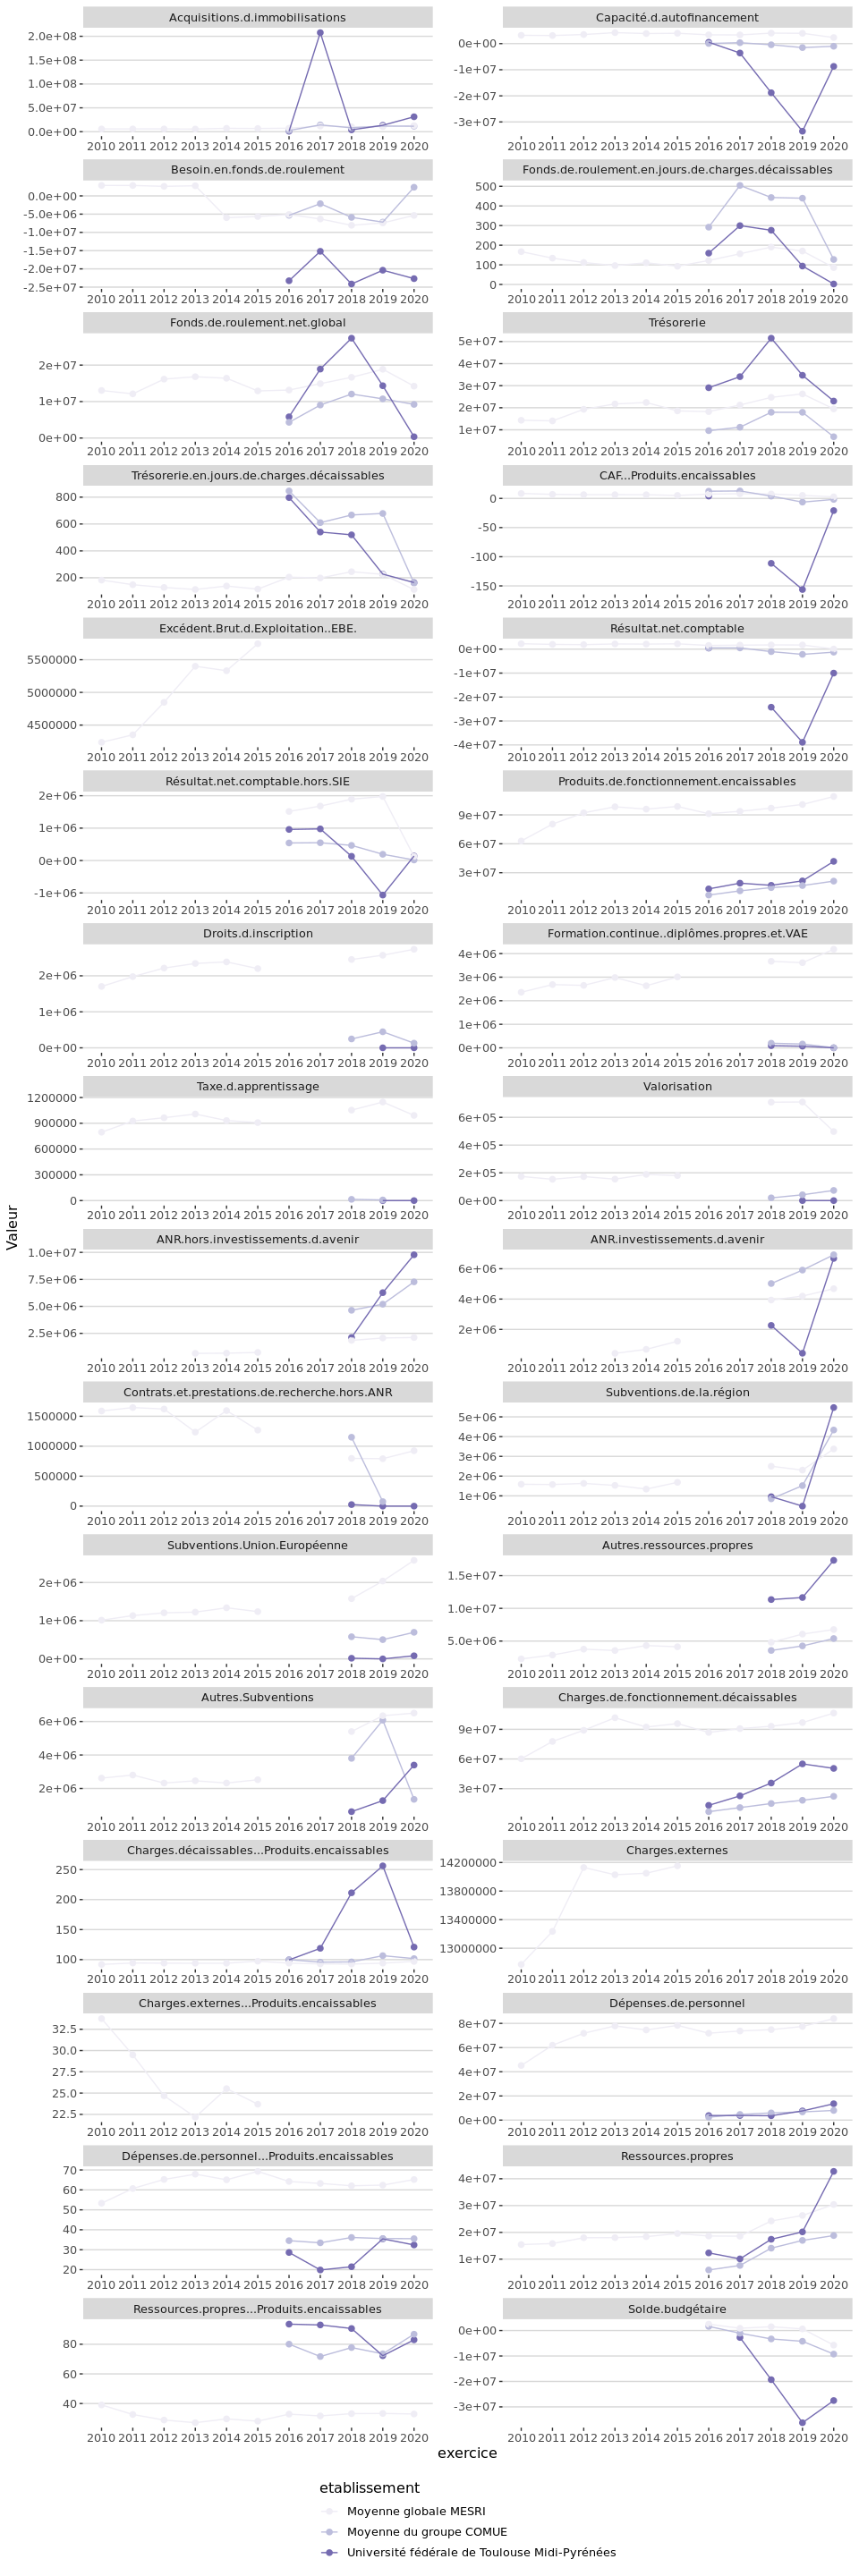 Acquisitions.d.immobilisations
2.0e+08
1.5e+08
1.0e+08
5.0e+07
0.0e+00
2010 2011 2012 2013 2014 2015 2016 2017 2018 2019 2020
Capacité.d.autofinancement
0e+00
-1e+07
-2e+07
-3e+07
2010 2011 2012 2013 2014 2015 2016 2017 2018 2019 2020
Besoin.en.fonds.de.roulement
0.0e+00
-5.0e+06
-1.0e+07
-1.5e+07
-2.0e+07
-2.5e+07
2010 2011 2012 2013 2014 2015 2016 2017 2018 2019 2020
Fonds.de.roulement.en.jours.de.charges.décaissables
500
400
300
200
100
0
2010 2011 2012 2013 2014 2015 2016 2017 2018 2019 2020
Fonds.de.roulement.net.global
2e+07
1e+07
0e+00
2010 2011 2012 2013 2014 2015 2016 2017 2018 2019 2020
Trésorerie
5e+07
4e+07
3e+07
2e+07
1e+07
2010 2011 2012 2013 2014 2015 2016 2017 2018 2019 2020
Trésorerie.en.jours.de.charges.décaissables
800
600
400
200
2010 2011 2012 2013 2014 2015 2016 2017 2018 2019 2020
CAF...Produits.encaissables
0
-50
-100
-150
2010 2011 2012 2013 2014 2015 2016 2017 2018 2019 2020
Excédent.Brut.d.Exploitation..EBE.
5500000
5000000
4500000
2010 2011 2012 2013 2014 2015 2016 2017 2018 2019 2020
Résultat.net.comptable
0e+00
-1e+07
-2e+07
-3e+07
-4e+07
2010 2011 2012 2013 2014 2015 2016 2017 2018 2019 2020
Résultat.net.comptable.hors.SIE
2e+06
1e+06
0e+00
-1e+06
2010 2011 2012 2013 2014 2015 2016 2017 2018 2019 2020
Produits.de.fonctionnement.encaissables
9e+07
6e+07
3e+07
2010 2011 2012 2013 2014 2015 2016 2017 2018 2019 2020
Droits.d.inscription
2e+06
1e+06
0e+00
2010 2011 2012 2013 2014 2015 2016 2017 2018 2019 2020
Formation.continue..diplômes.propres.et.VAE
4e+06
3e+06
2e+06
1e+06
0e+00
2010 2011 2012 2013 2014 2015 2016 2017 2018 2019 2020
Taxe.d.apprentissage
1200000
900000
600000
300000
0
2010 2011 2012 2013 2014 2015 2016 2017 2018 2019 2020
Valorisation
6e+05
4e+05
2e+05
0e+00
2010 2011 2012 2013 2014 2015 2016 2017 2018 2019 2020
Valeur
ANR.hors.investissements.d.avenir
1.0e+07
7.5e+06
5.0e+06
2.5e+06
2010 2011 2012 2013 2014 2015 2016 2017 2018 2019 2020
ANR.investissements.d.avenir
6e+06
4e+06
2e+06
2010 2011 2012 2013 2014 2015 2016 2017 2018 2019 2020
Contrats.et.prestations.de.recherche.hors.ANR
1500000
1000000
500000
0
2010 2011 2012 2013 2014 2015 2016 2017 2018 2019 2020
Subventions.de.la.région
5e+06
4e+06
3e+06
2e+06
1e+06
2010 2011 2012 2013 2014 2015 2016 2017 2018 2019 2020
Subventions.Union.Européenne
2e+06
1e+06
0e+00
2010 2011 2012 2013 2014 2015 2016 2017 2018 2019 2020
Autres.ressources.propres
1.5e+07
1.0e+07
5.0e+06
2010 2011 2012 2013 2014 2015 2016 2017 2018 2019 2020
Autres.Subventions
6e+06
4e+06
2e+06
2010 2011 2012 2013 2014 2015 2016 2017 2018 2019 2020
Charges.de.fonctionnement.décaissables
9e+07
6e+07
3e+07
2010 2011 2012 2013 2014 2015 2016 2017 2018 2019 2020
Charges.décaissables...Produits.encaissables
250
200
150
100
2010 2011 2012 2013 2014 2015 2016 2017 2018 2019 2020
Charges.externes
14200000
13800000
13400000
13000000
2010 2011 2012 2013 2014 2015 2016 2017 2018 2019 2020
Charges.externes...Produits.encaissables
32.5
30.0
27.5
25.0
22.5
2010 2011 2012 2013 2014 2015 2016 2017 2018 2019 2020
Dépenses.de.personnel
8e+07
6e+07
4e+07
2e+07
0e+00
2010 2011 2012 2013 2014 2015 2016 2017 2018 2019 2020
Dépenses.de.personnel...Produits.encaissables
70
60
50
40
30
20
2010 2011 2012 2013 2014 2015 2016 2017 2018 2019 2020
Ressources.propres
4e+07
3e+07
2e+07
1e+07
2010 2011 2012 2013 2014 2015 2016 2017 2018 2019 2020
Ressources.propres...Produits.encaissables
80
60
40
2010 2011 2012 2013 2014 2015 2016 2017 2018 2019 2020
Solde.budgétaire
0e+00
-1e+07
-2e+07
-3e+07
2010 2011 2012 2013 2014 2015 2016 2017 2018 2019 2020
exercice
etablissement
Moyenne globale MESRI
Moyenne du groupe COMUE
Université fédérale de Toulouse Midi-Pyrénées